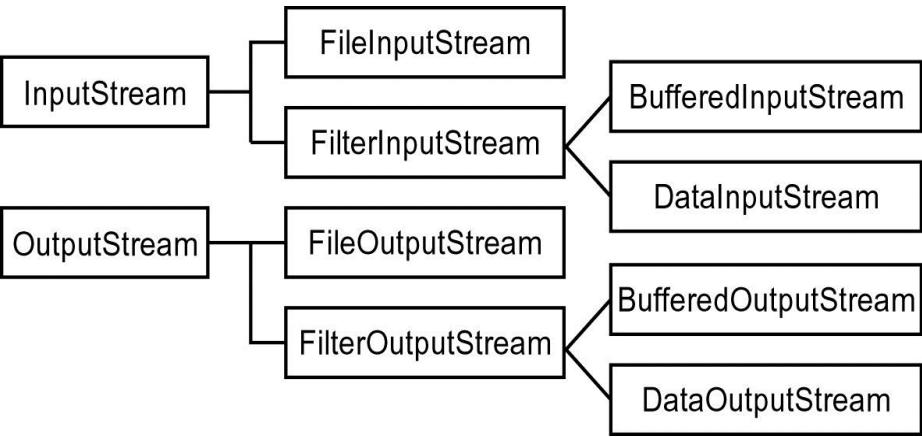 InputStream
FileInputStream
FilterInputStream
BufferedInputStream
DataInputStream
OutputStream
FileOutputStream
FilterOutputStream
BufferedOutputStream
DataOutputStream